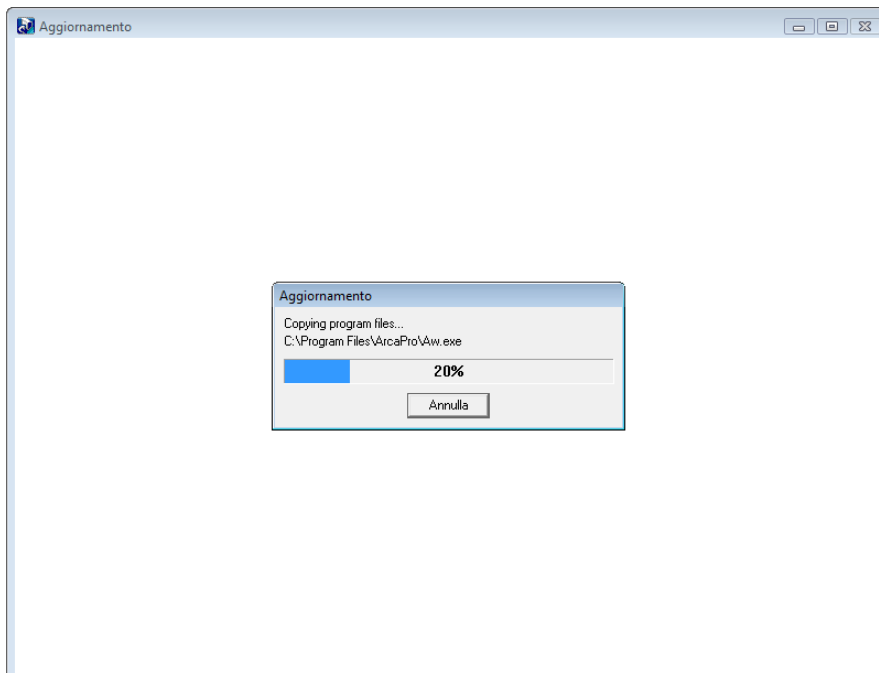 Aggiornamento
Aggiornamento
Copying program files...
C:\Program Files\ArcaPro\Aw.exe
20%
Annulla